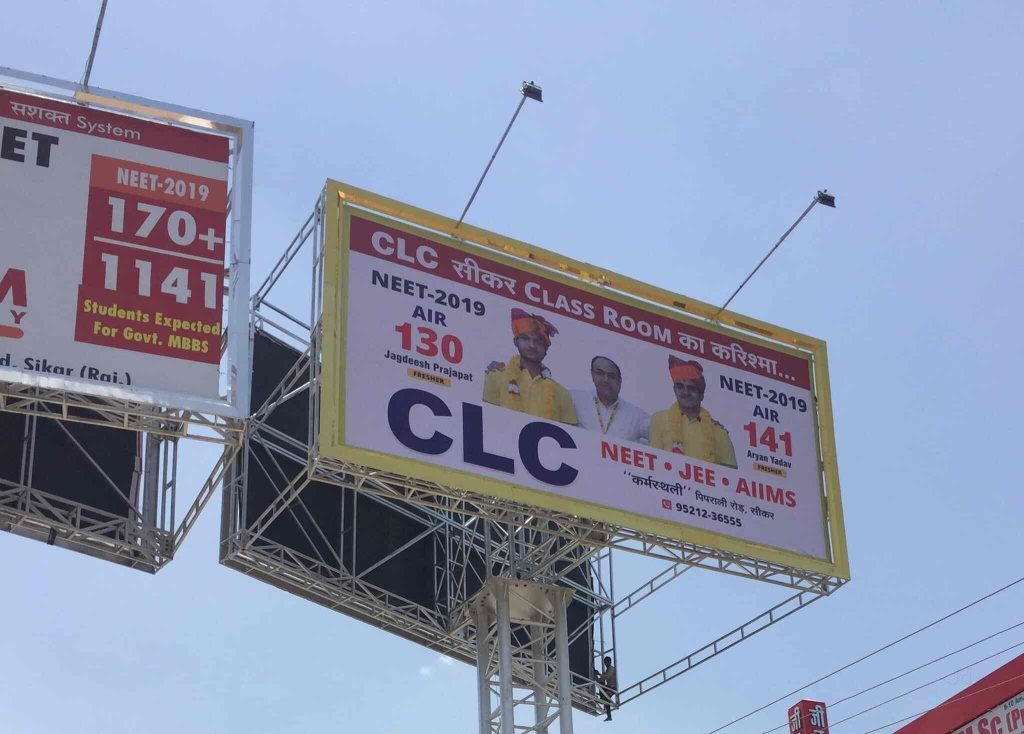 सशक्त System
ET
NEET-2019
170+
1141
Students Expected
For Govt. MBBS
d. Sikar (Raj.)
CLC सीकर CLASS ROOM का करिश्मा...
NEET-2019
AIR
130
Jagdeesh Prajapat
FRESHER
NEET-2019
AIR
141
Aryan Yadav
FRESHER
CLC
NEET • JEE • AIIMS
"कर्मस्थली" पिपराली रोड़, सीकर
95212-36555
जी जी